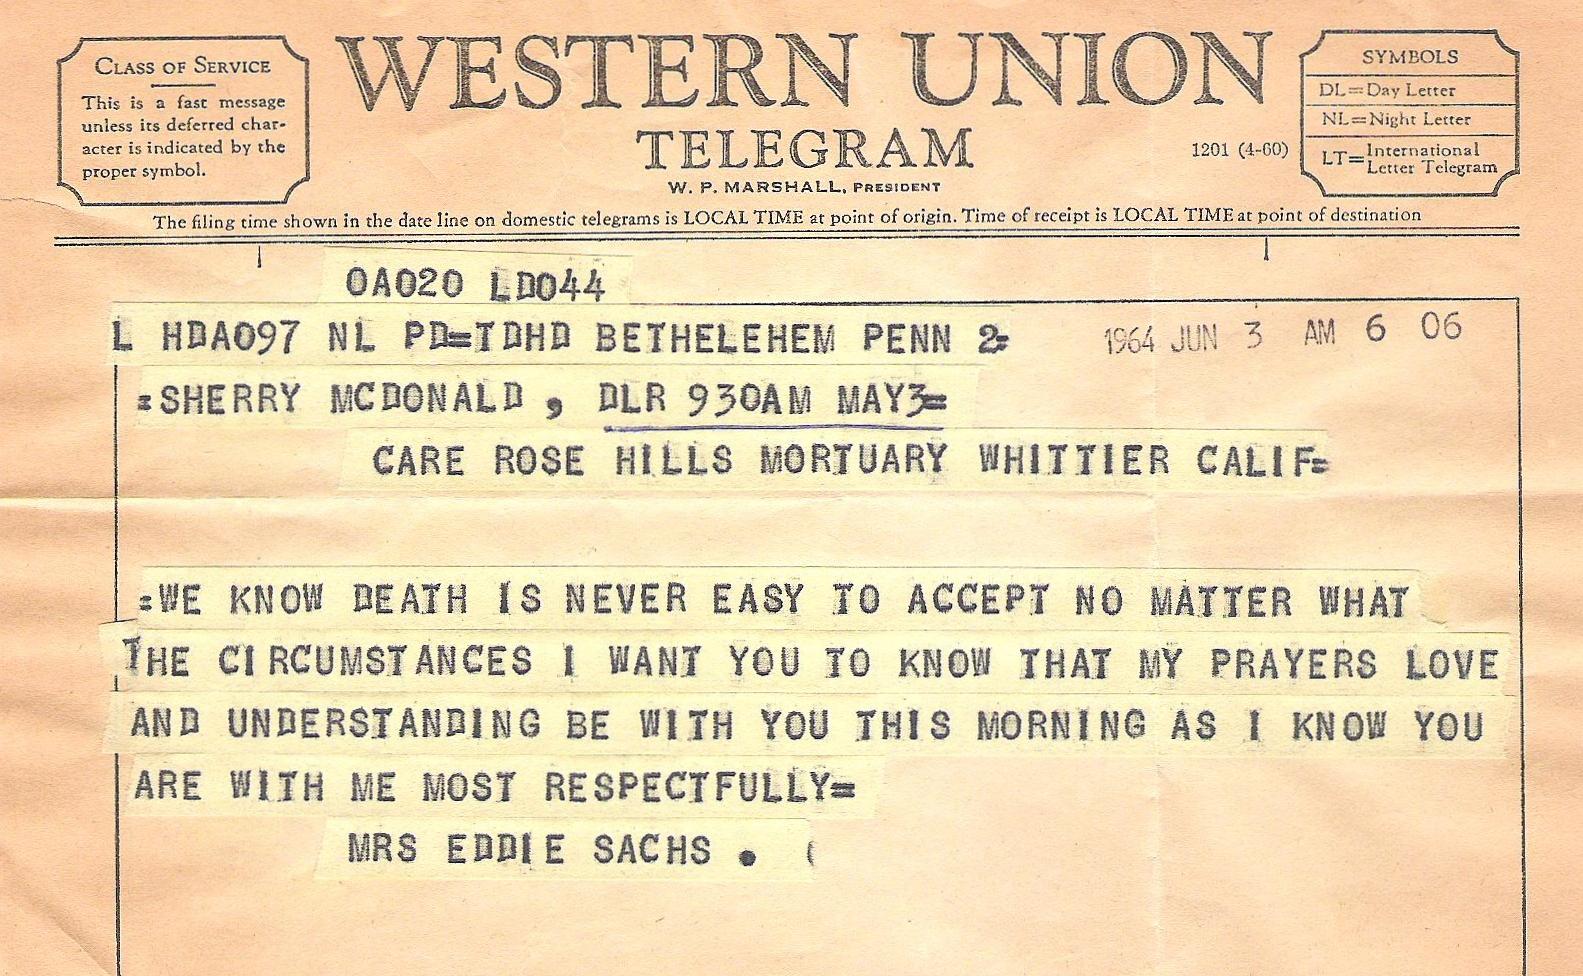 CLASS OF SERVICE
This is a fast message
unless its deferred char-
acter is indicated by the
proper symbol.
WESTERN UNION
TELEGRAM
W. P. MARSHALL, PRESIDENT
1201 (4-60)
SYMBOLS
DL=Day Letter
NL=Night Letter
LT=International Letter Telegram
The filing time shown in the date line on domestic telegrams is LOCAL TIME at point of origin. Time of receipt is LOCAL TIME at point of destination
OA020 LD044
L HDA097 NL PD=TDHD BETHELEHEM PENN 2=
1964 JUN 3 AM 6 06
=SHERRY MCDONALD , DLR 930AM MAY3=
CARE ROSE HILLS MORTUARY WHITTIER CALIF=
=WE KNOW DEATH IS NEVER EASY TO ACCEPT NO MATTER WHAT
THE CIRCUMSTANCES I WANT YOU TO KNOW THAT MY PRAYERS LOVE
AND UNDERSTANDING BE WITH YOU THIS MORNING AS I KNOW YOU
ARE WITH ME MOST RESPECTFULLY=
MRS EDDIE SACHS .